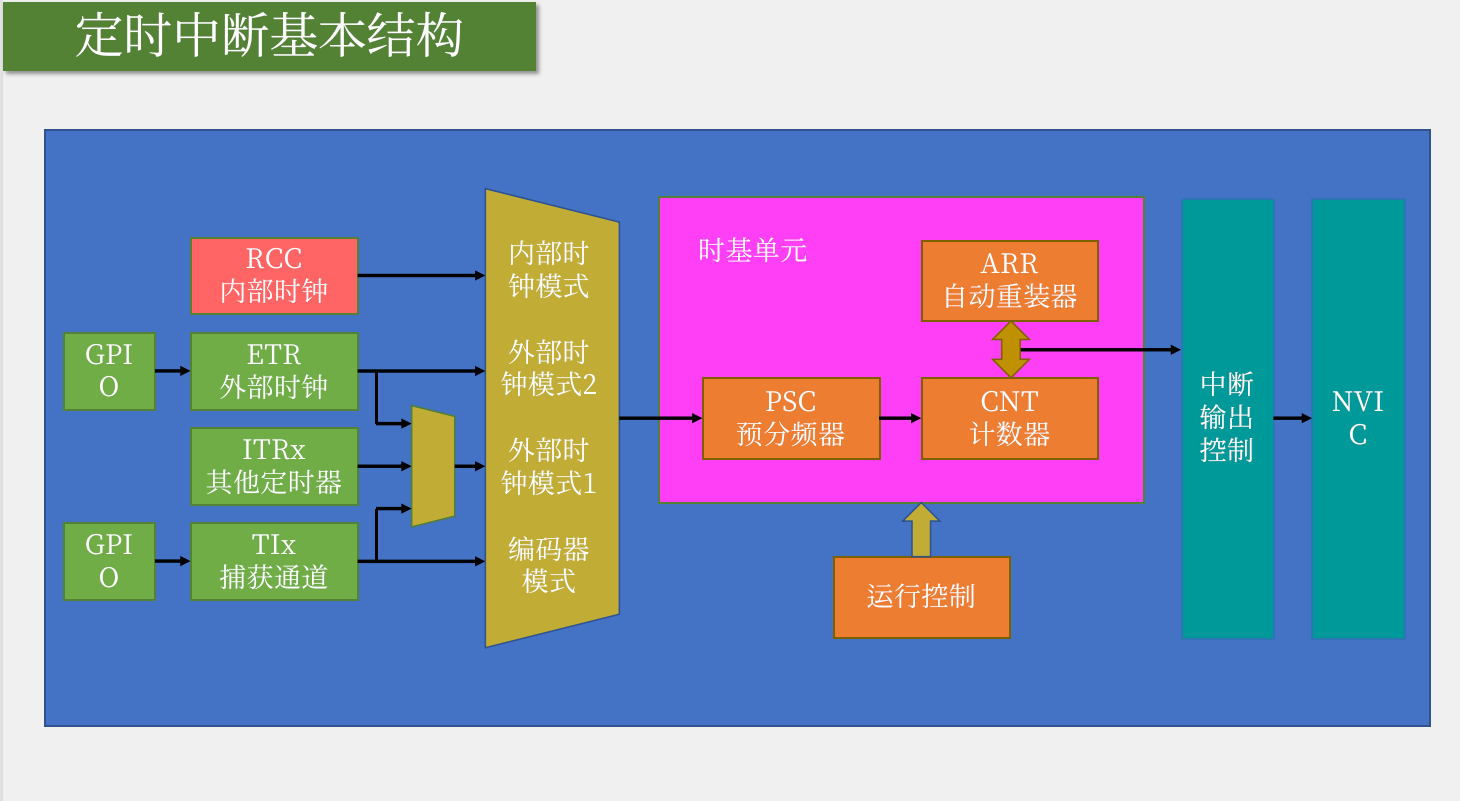 定时中断基本结构
RCC
内部时钟
GPI
O
ETR
外部时钟
ITRx
其他定时器
GPI
O
TIx
捕获通道
内部时
钟模式
外部时
钟模式2
外部时
钟模式1
编码器
模式
时基单元
ARR
自动重装器
PSC
预分频器
CNT
计数器
运行控制
中断
输出
控制
NVI
C